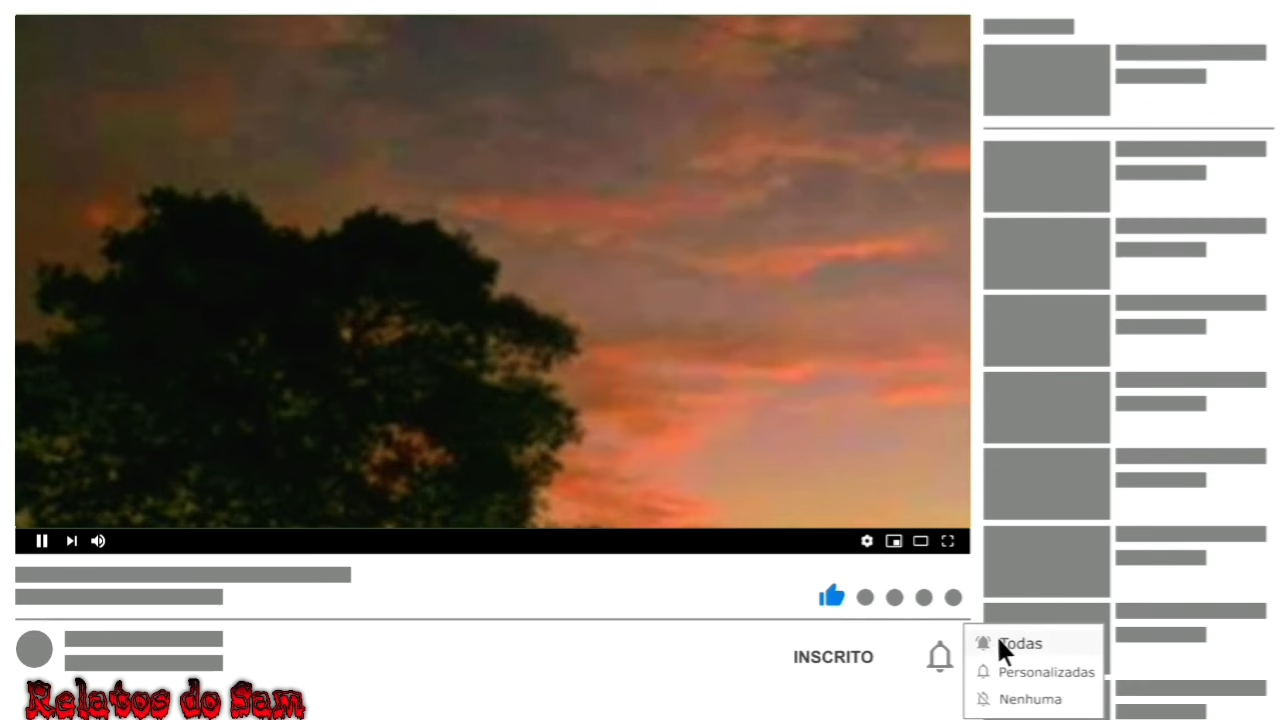 INSCRITO
Todas
Personalizadas
Nenhuma
Relatos do Sam